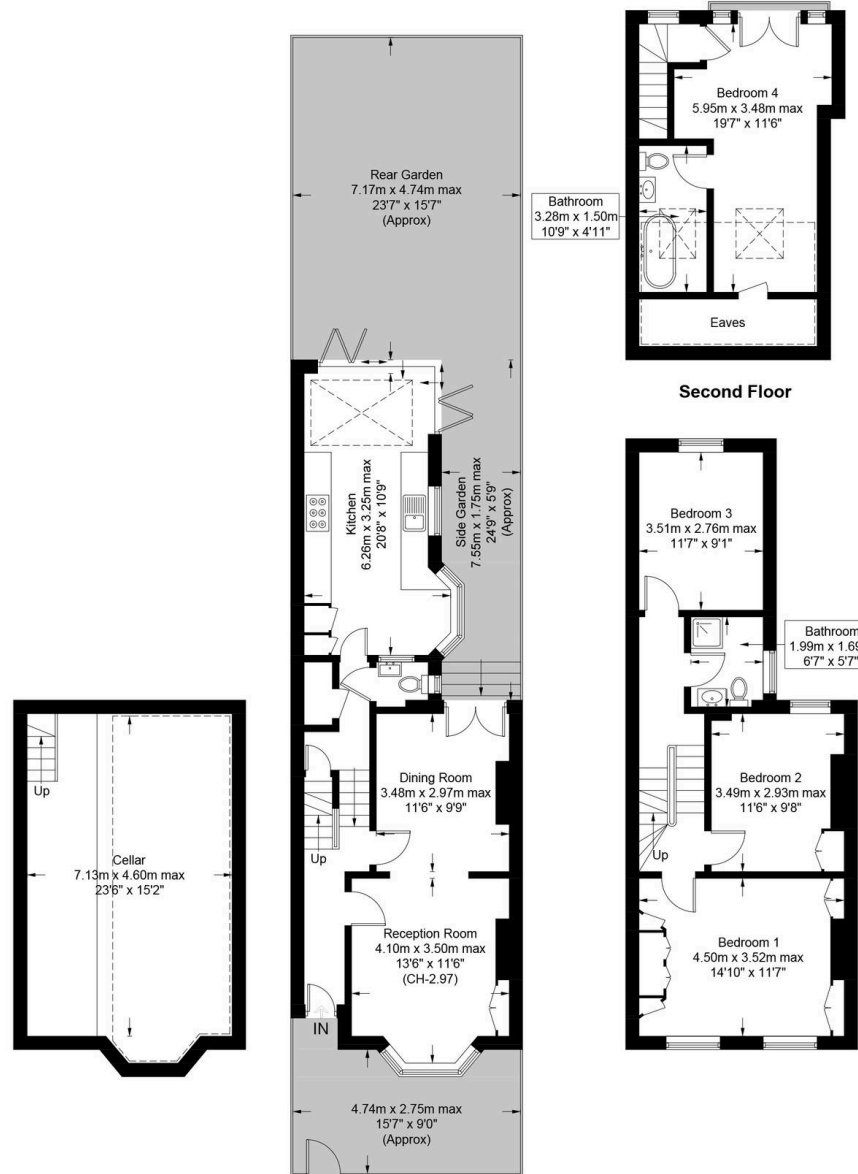 Rear Garden
7.17m x 4.74m max
23'7" x 15'7"
(Approx)
Bedroom 4
5.95m x 3.48m max
19'7" x 11'6"
Bathroom
3.28m x 1.50m
10'9" x 4'11"
Eaves
Second Floor
Kitchen
6.26m x 3.25m max
20'8" x 10'9"
Side Garden
7.55m x 1.75m max
24'9" x 5'9"
(Approx)
Dining Room
3.48m x 2.97m max
11'6" x 9'9"
Up
Reception Room
4.10m x 3.50m max
13'6" x 11'6"
(CH-2.97)
IN
4.74m x 2.75m max
15'7" x 9'0"
(Approx)
Up
Cellar
7.13m x 4.60m max
23'6" x 15'2"
Bedroom 3
3.51m x 2.76m max
11'7" x 9'1"
Bathroom
1.99m x 1.69
6'7" x 5'7"
Bedroom 2
3.49m x 2.93m max
11'6" x 9'8"
Up
Bedroom 1
4.50m x 3.52m max
14'10" x 11'7"